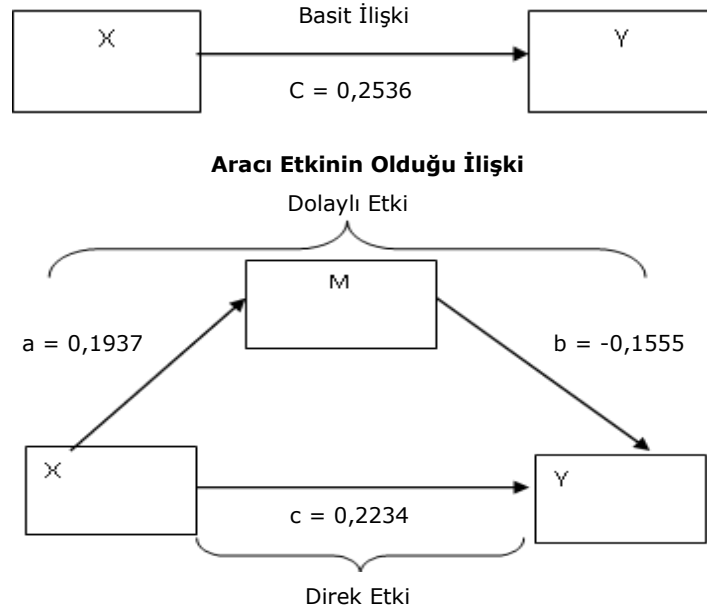 Basit İlişki
X
Y
C = 0,2536
Aracı Etkinin Olduğu İlişki
Dolaylı Etki
M
a = 0,1937
b = -0,1555
X
Y
c = 0,2234
Direk Etki